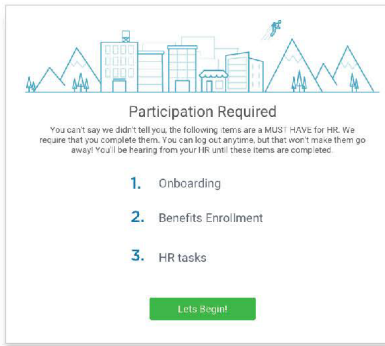 Participation Required
You can't say we didn't tell you, the following items are a MUST HAVE for HR. We
require that you complete them. You can log out anytime, but that won't make them go
away! You'll be hearing from your HR until these items are completed.
1. Onboarding
2. Benefits Enrollment
3. HR tasks
Lets Begin!